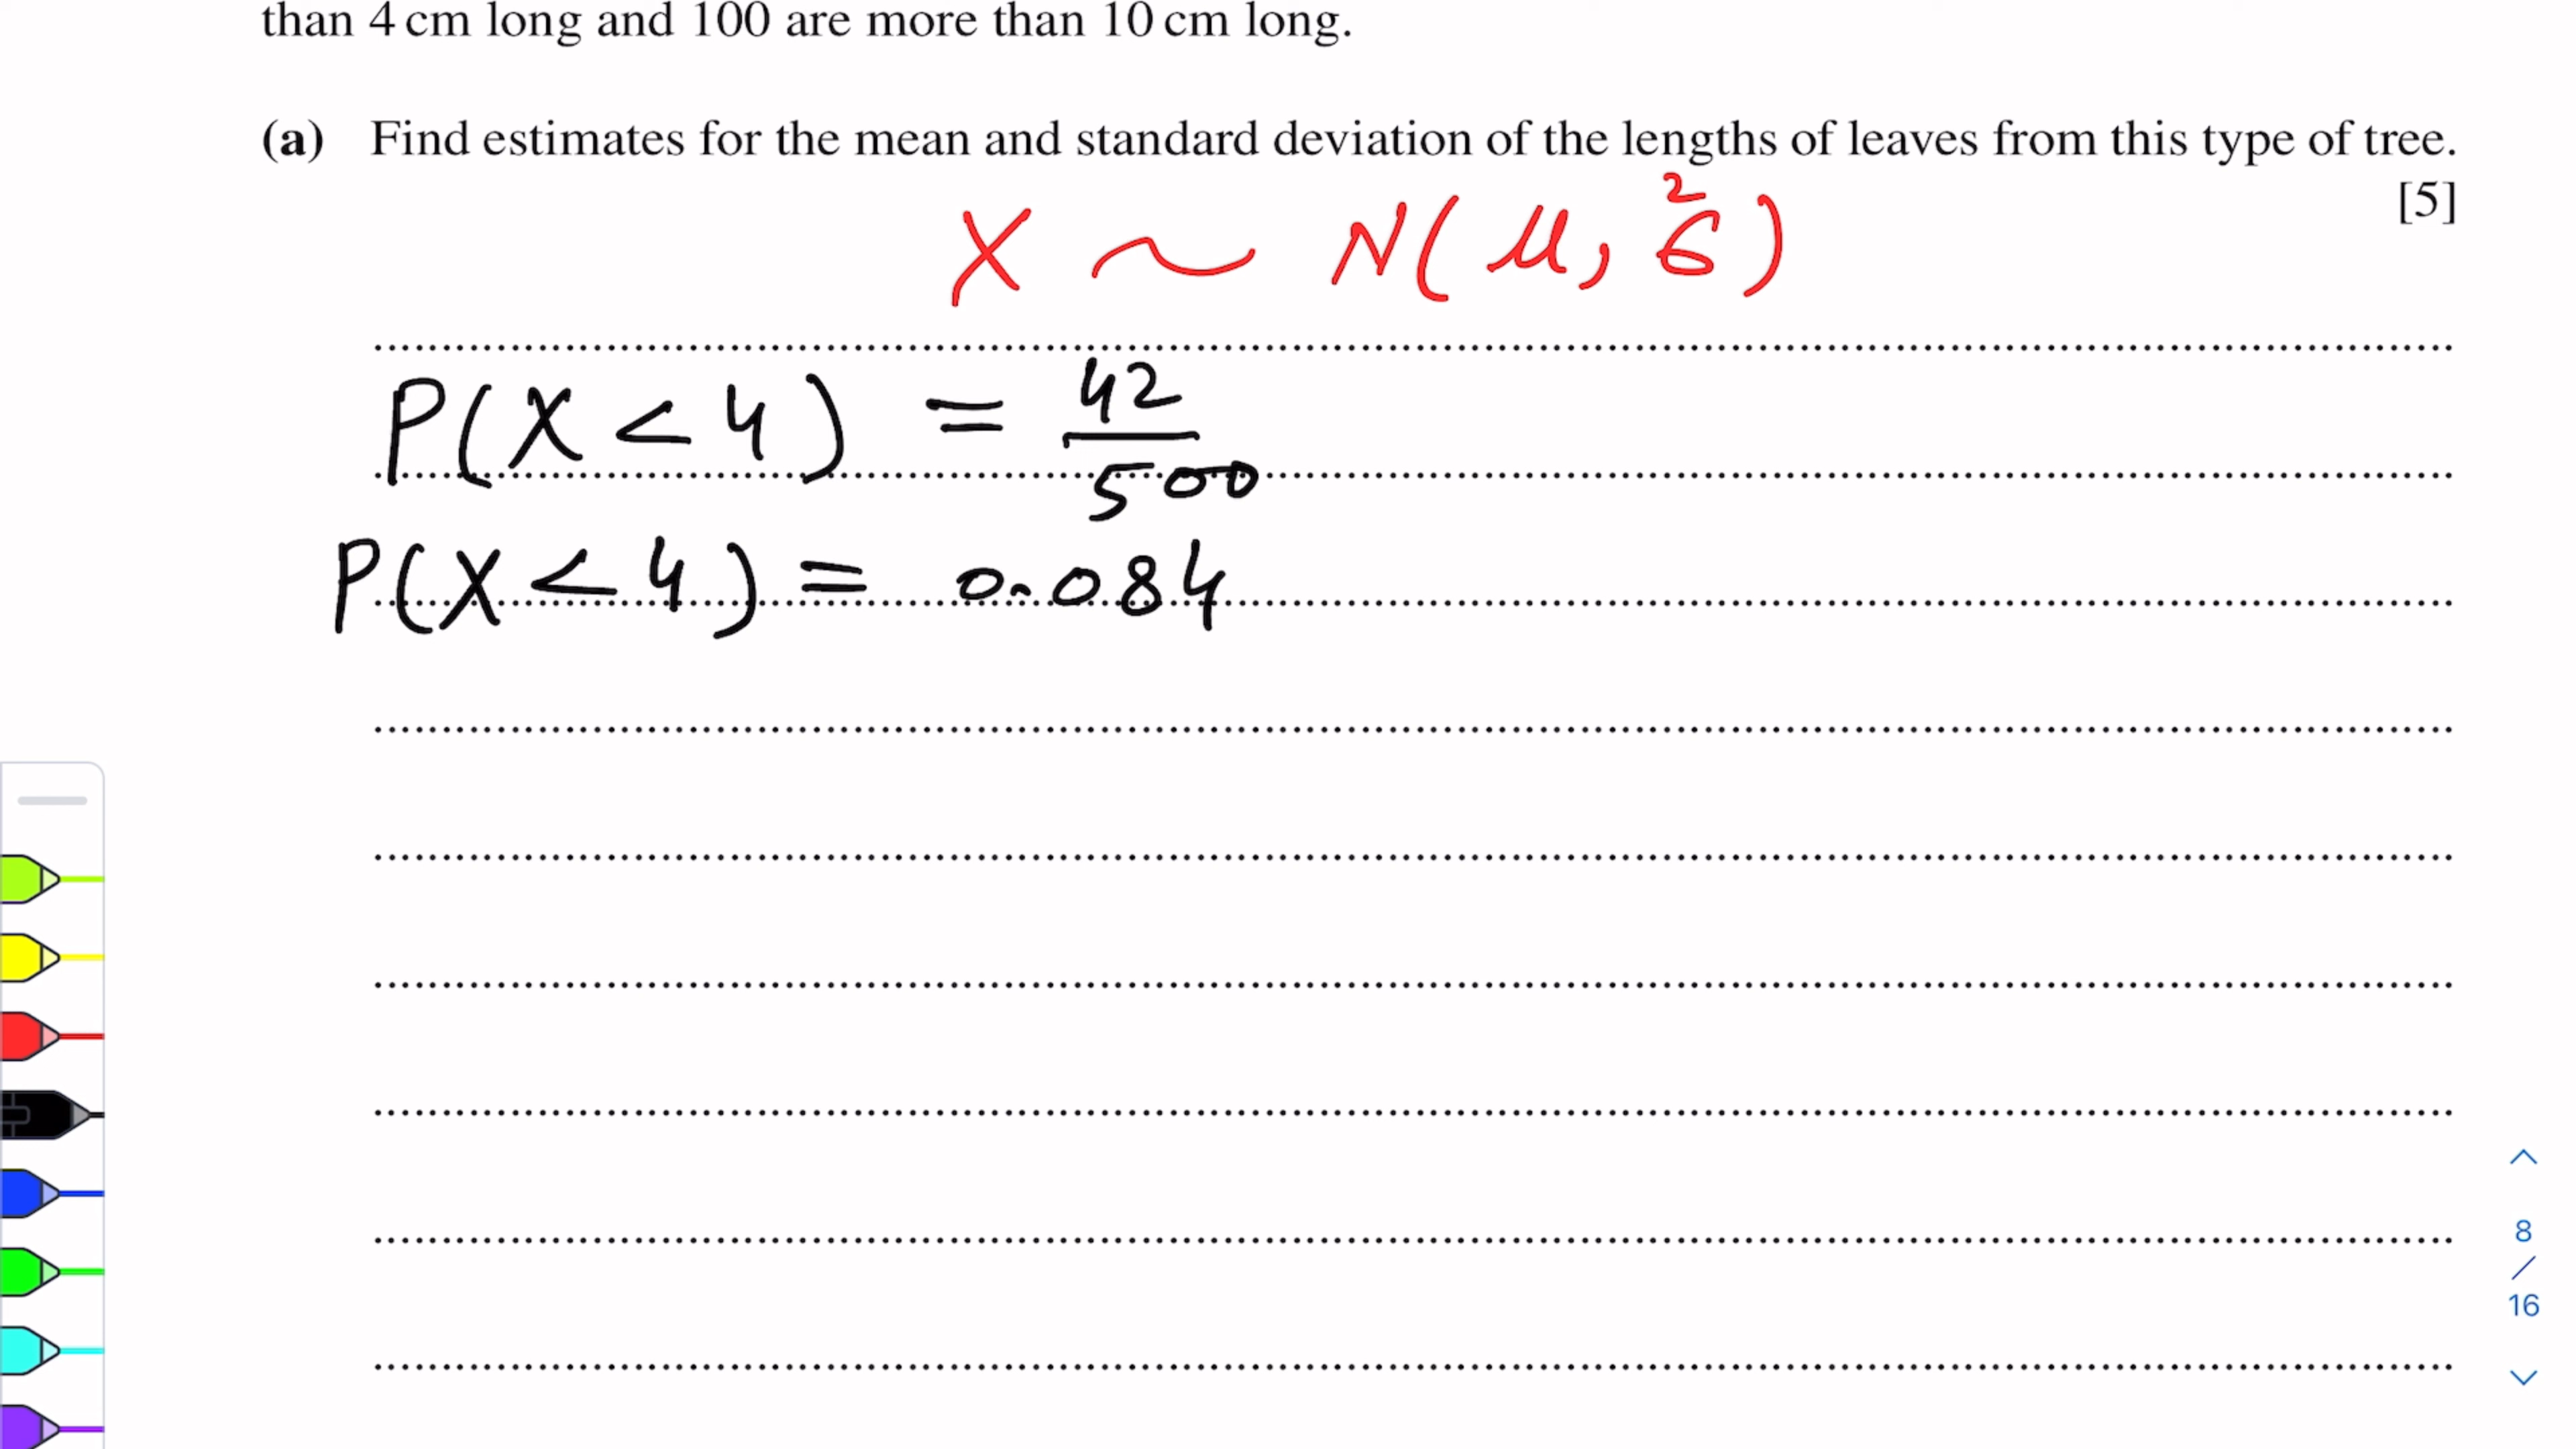 than 4 cm long and 100 are more than 10 cm long.
(a) Find estimates for the mean and standard deviation of the lengths of leaves from this type of tree.
[5]
X ~ N(μ, σ²)
P(X < 4) = 42/500
P(X < 4) = 0.084
8
/
16